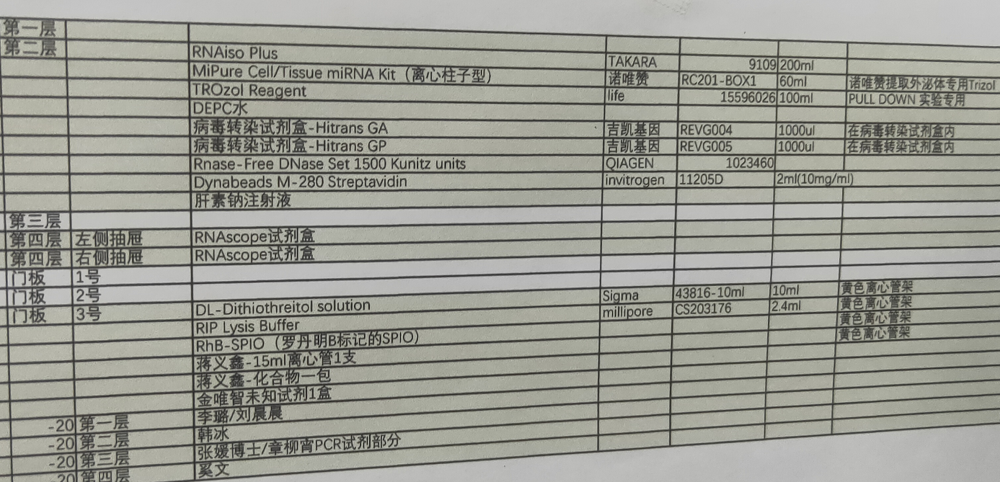 第一层
第二层 RNAiso Plus TAKARA 9109 200ml
MiPure Cell/Tissue miRNA Kit（离心柱子型） 诺唯赞 RC201-BOX1 60ml 诺唯赞提取外泌体专用Trizol
TROzol Reagent life 15596026 100ml PULL DOWN 实验专用
DEPC水
病毒转染试剂盒-Hitrans GA 吉凯基因 REVG004 1000ul 在病毒转染试剂盒内
病毒转染试剂盒-Hitrans GP 吉凯基因 REVG005 1000ul 在病毒转染试剂盒内
Rnase-Free DNase Set 1500 Kunitz units QIAGEN 1023460
Dynabeads M-280 Streptavidin invitrogen 11205D 2ml(10mg/ml)
肝素钠注射液
第三层
第四层 左侧抽屉 RNAscope试剂盒
第四层 右侧抽屉 RNAscope试剂盒
门板 1号
门板 2号
门板 3号 DL-Dithiothreitol solution Sigma 43816-10ml 10ml 黄色离心管架
RIP Lysis Buffer millipore CS203176 2.4ml 黄色离心管架
RhB-SPIO（罗丹明B标记的SPIO） 黄色离心管架
蒋义鑫-15ml离心管1支 黄色离心管架
蒋义鑫-化合物一包
金唯智未知试剂1盒
-20 第一层 李璐/刘晨晨
-20 第二层 韩冰
-20 第三层 张媛博士/章柳宵PCR试剂部分
-20 第四层 奚文